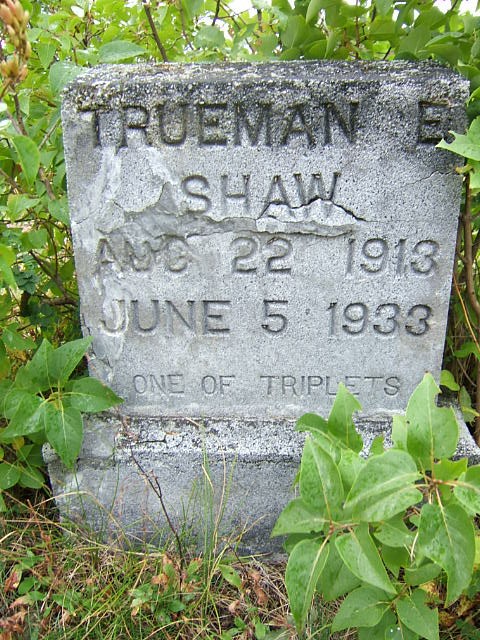 TRUEMAN E
SHAW
AUG 22 1913
JUNE 5 1933
ONE OF TRIPLETS